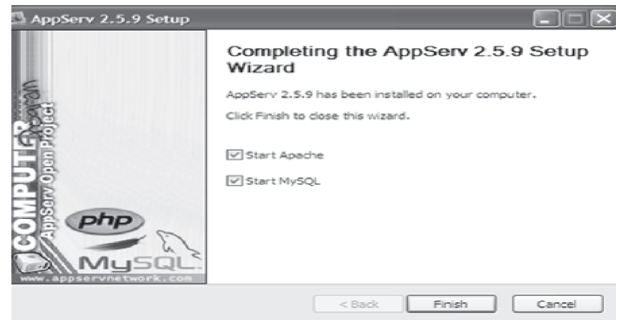 AppServ 2.5.9 Setup
Completing the AppServ 2.5.9 Setup
Wizard
AppServ 2.5.9 has been installed on your computer.
Click Finish to close this wizard.
Start Apache
Start MySQL
COMPUTER
Program
AppServ Open Project
php
MySQL
www.appservnetwork.com
< Back
Finish
Cancel